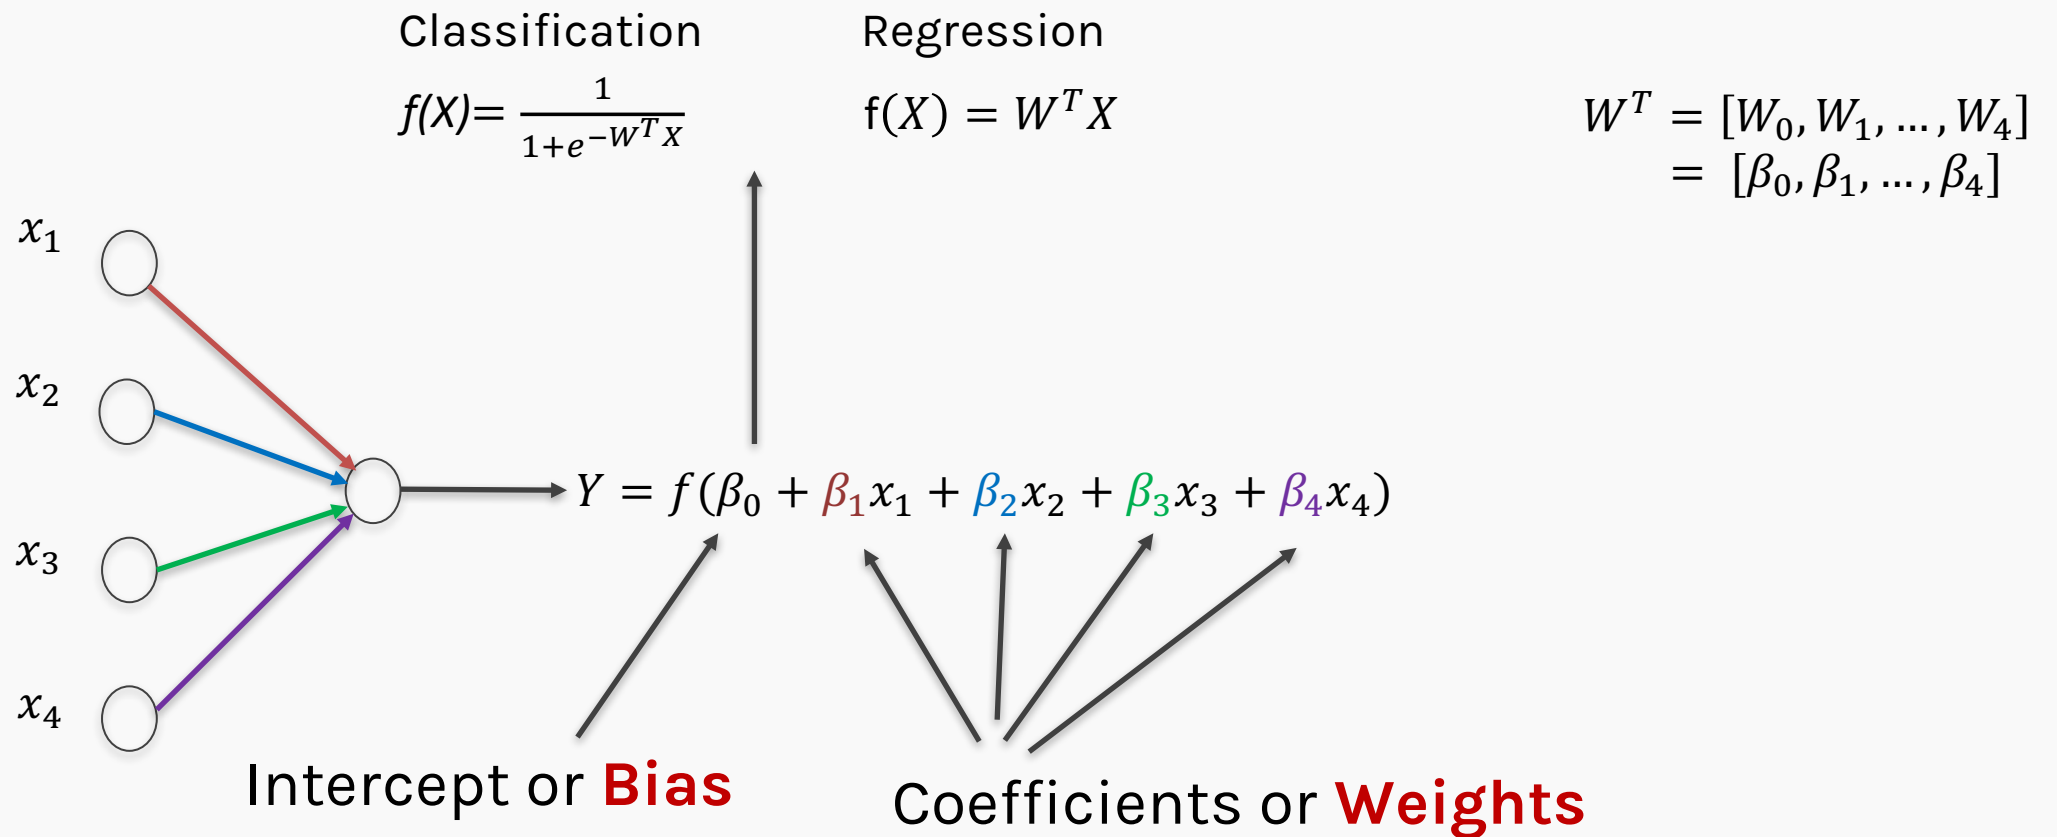 Classification
Regression
f(X)= \frac{1}{1+e^{-W^T X}}
f(X) = W^T X
W^T = [W_0, W_1, …, W_4]
= [β_0, β_1, …, β_4]
x_1
x_2
Y = f(β_0 + β_1x_1 + β_2x_2 + β_3x_3 + β_4x_4)
x_3
x_4
Intercept or Bias
Coefficients or Weights